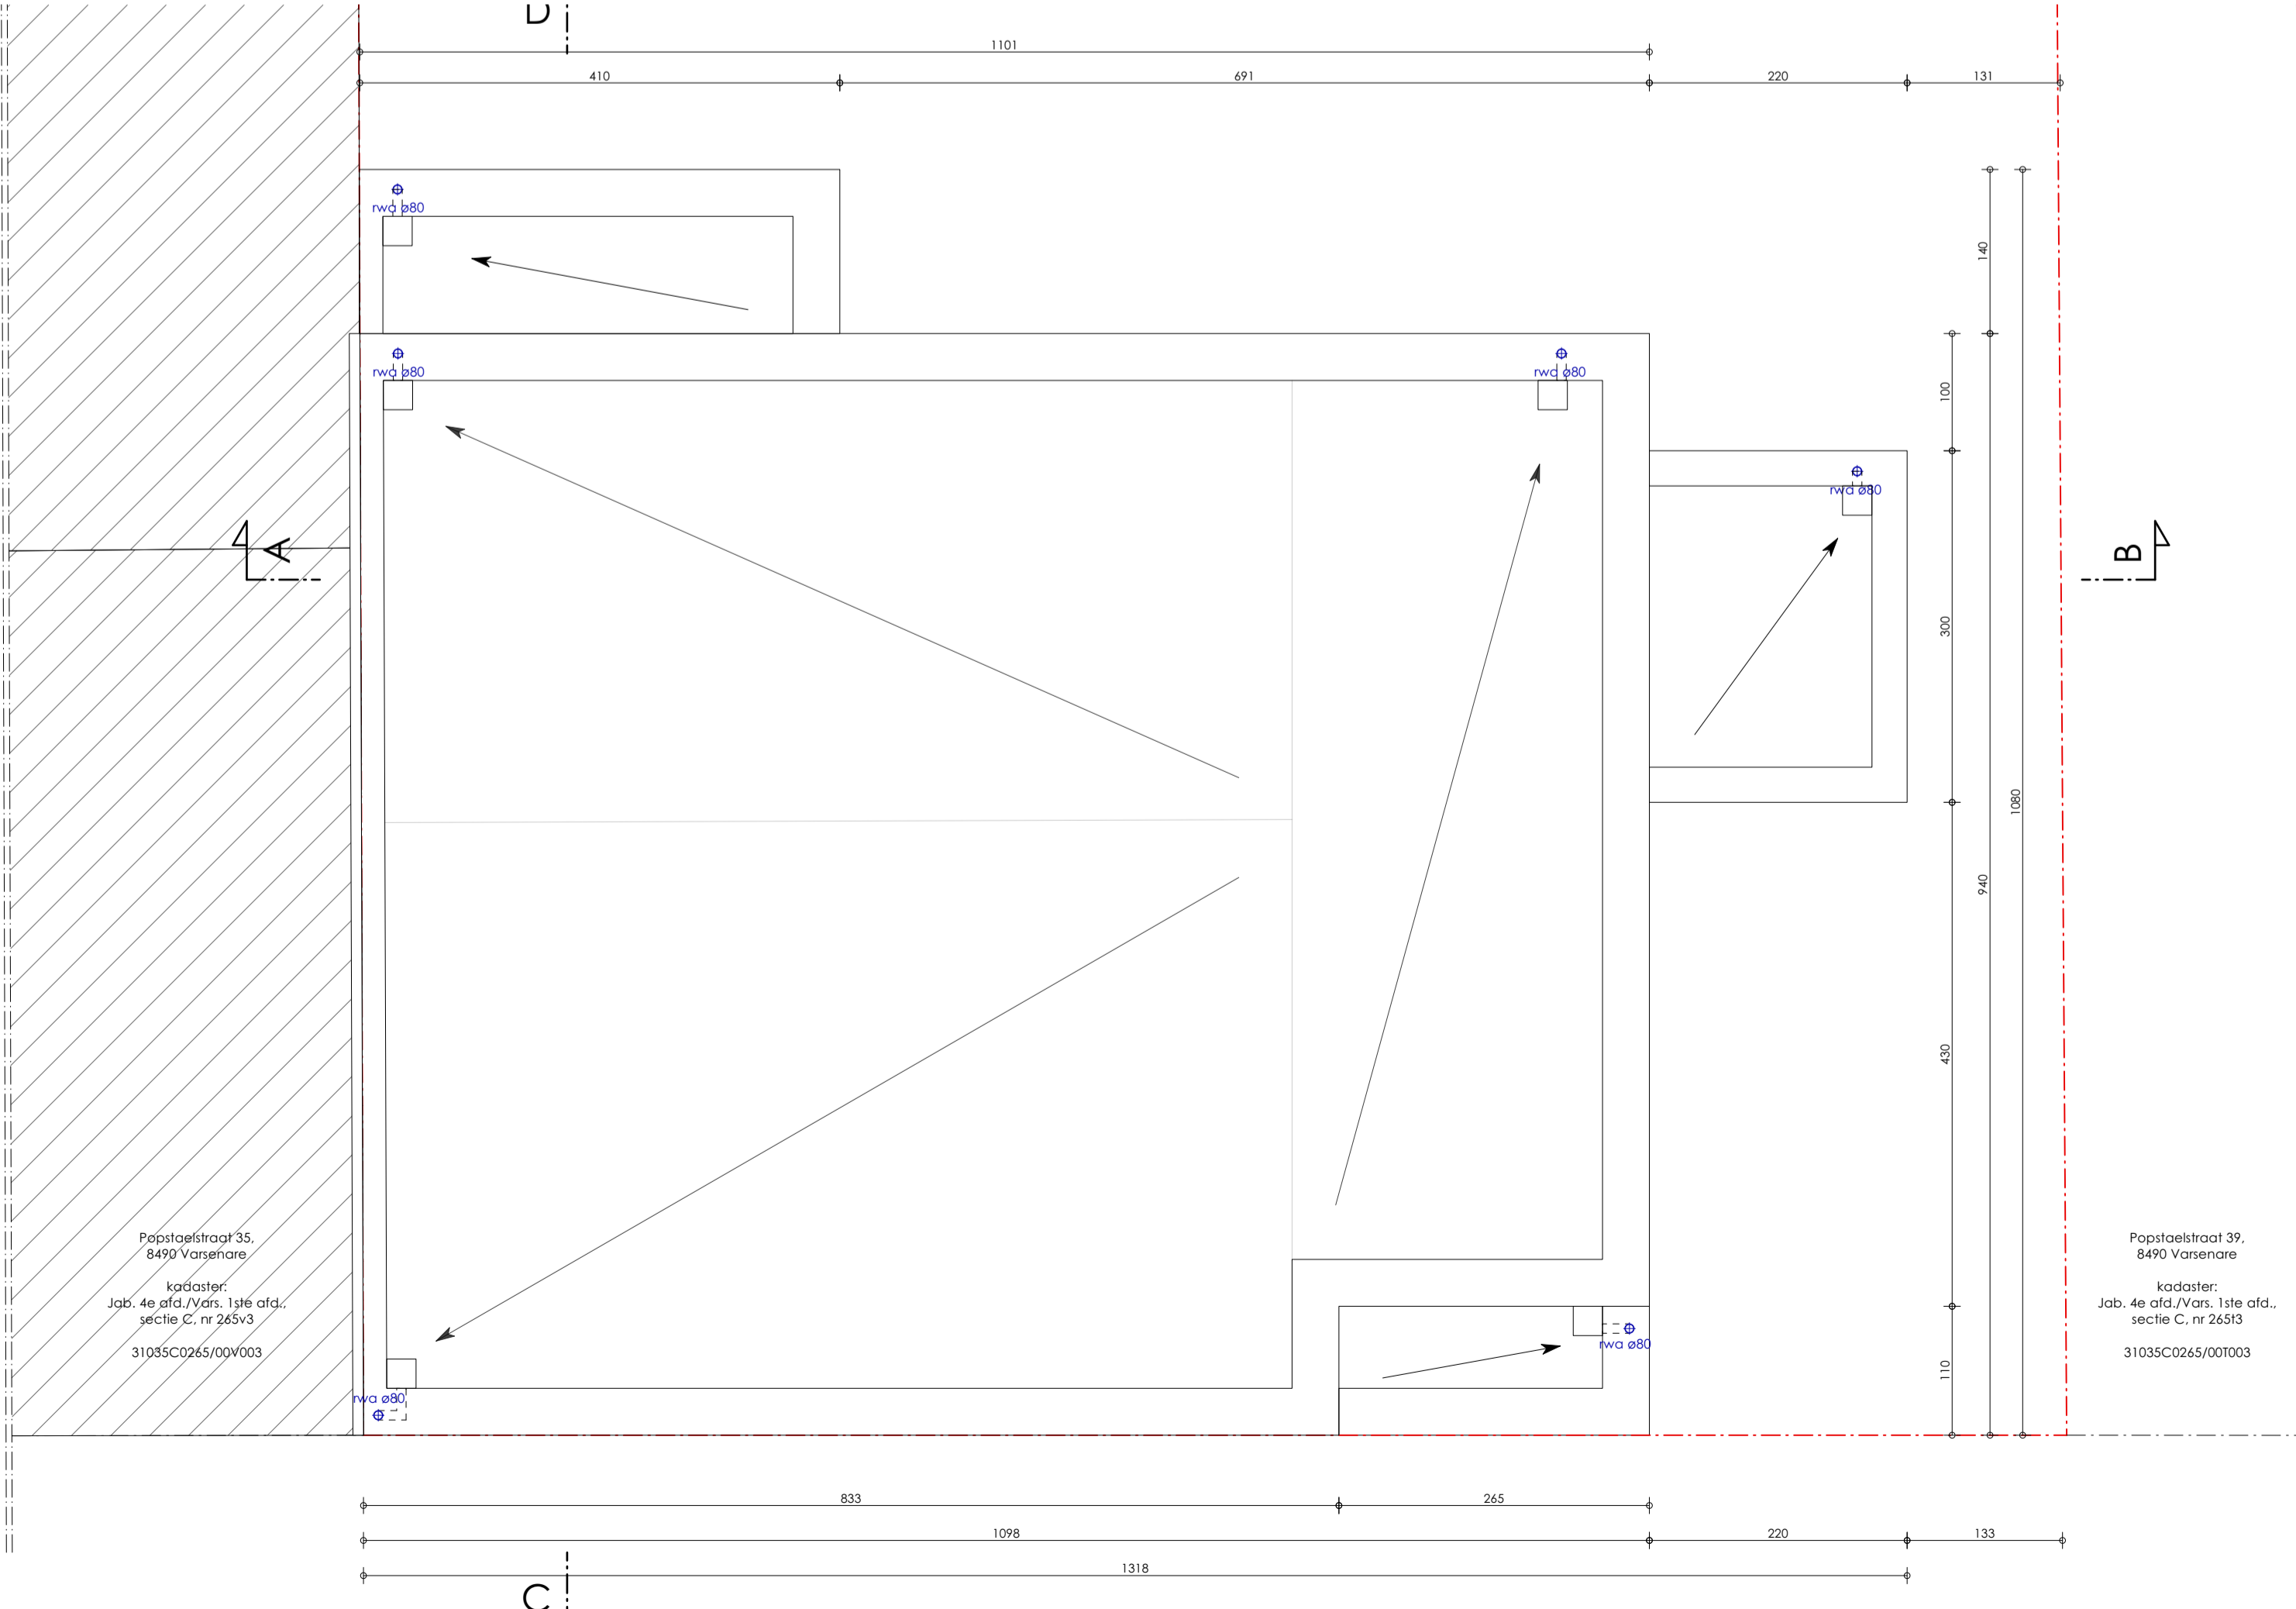 D
1101
410 691 220 131
rwa ø80
140
rwa ø80 rwa ø80
100
rwa ø80
A
B
300
1080
940
430
Popstaelstraat 35,
8490 Varsenare
kadaster:
Jab. 4e afd./Vars. 1ste afd.,
sectie C, nr 265v3
31035C0265/00V003
Popstaelstraat 39,
8490 Varsenare
kadaster:
Jab. 4e afd./Vars. 1ste afd.,
sectie C, nr 265t3
31035C0265/00T003
rwa ø80
110
rwa ø80
833 265
1098 220 133
1318
C